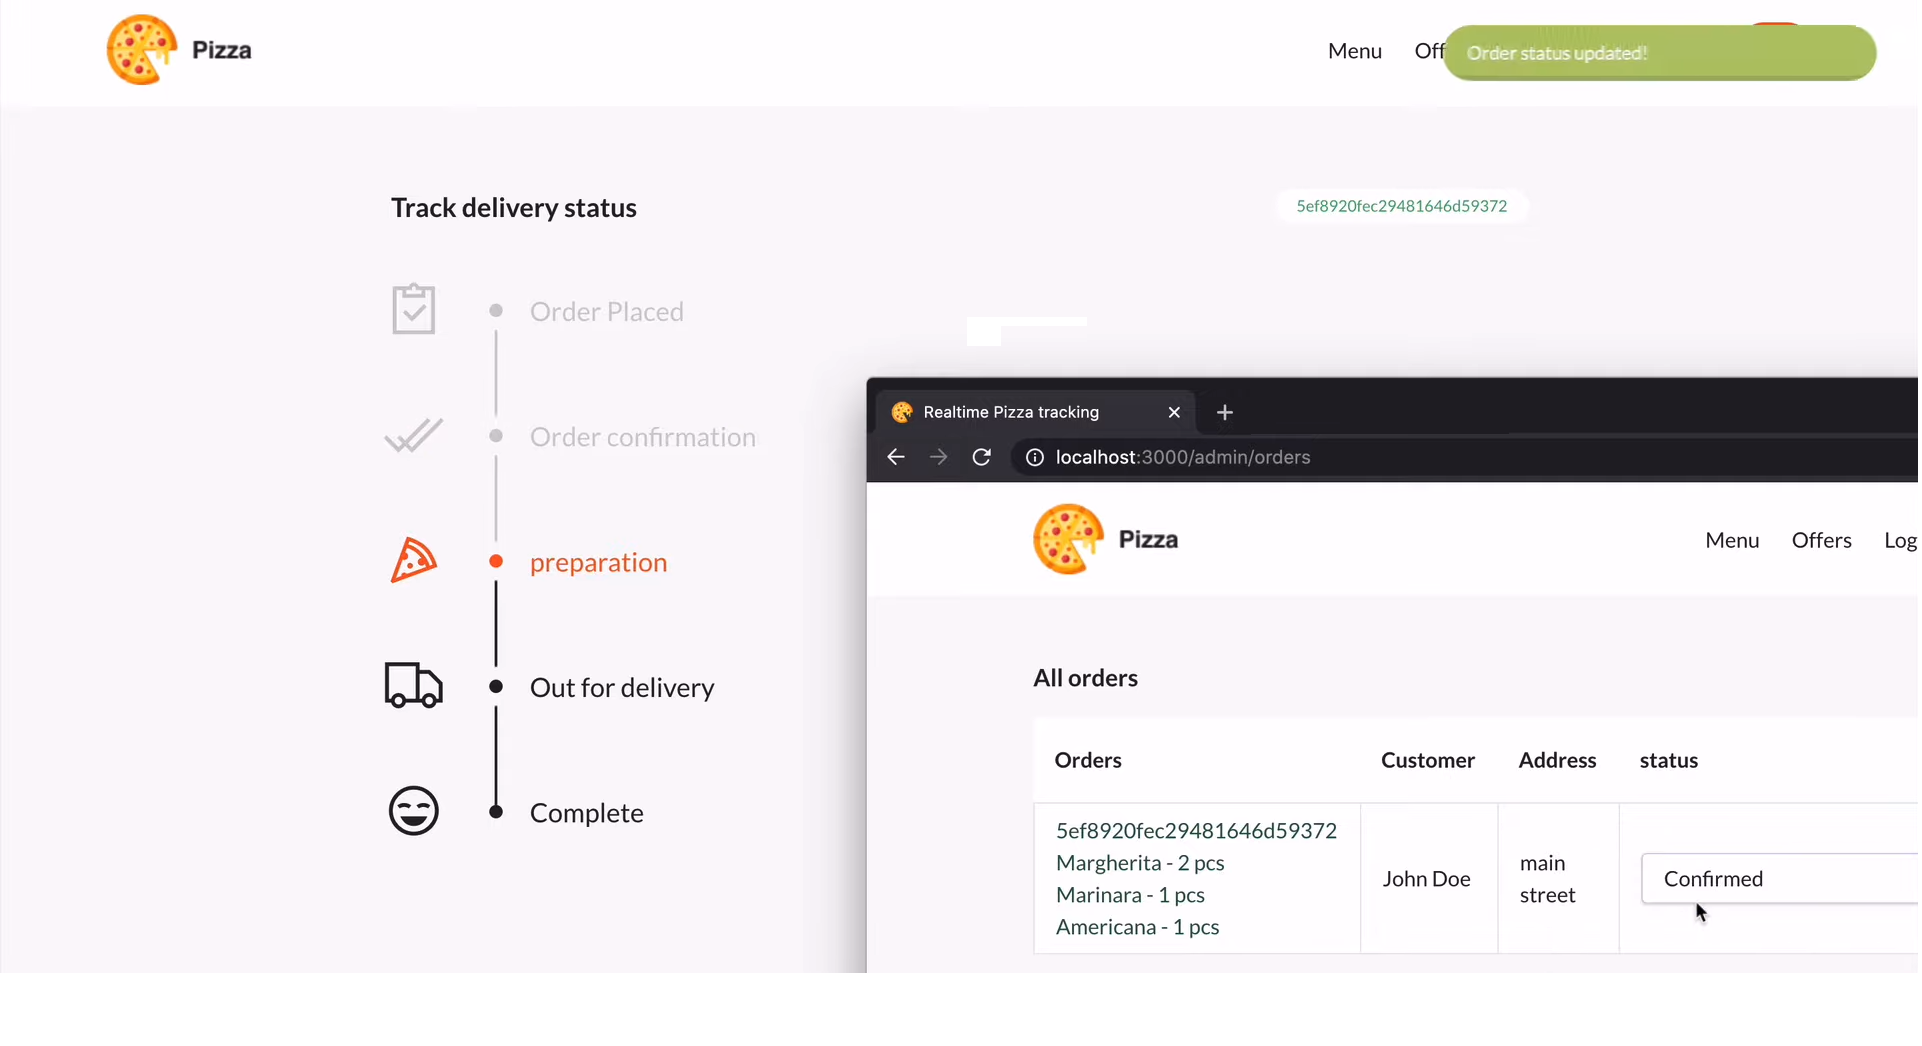 Pizza
Menu
Off
Order status updated!
Track delivery status
5ef8920fec29481646d59372
Order Placed
Order confirmation
preparation
Out for delivery
Complete
Realtime Pizza tracking
localhost:3000/admin/orders
Pizza
Menu
Offers
Log
All orders
Orders
Customer
Address
status
5ef8920fec29481646d59372
Margherita - 2 pcs
Marinara - 1 pcs
Americana - 1 pcs
John Doe
main
street
Confirmed